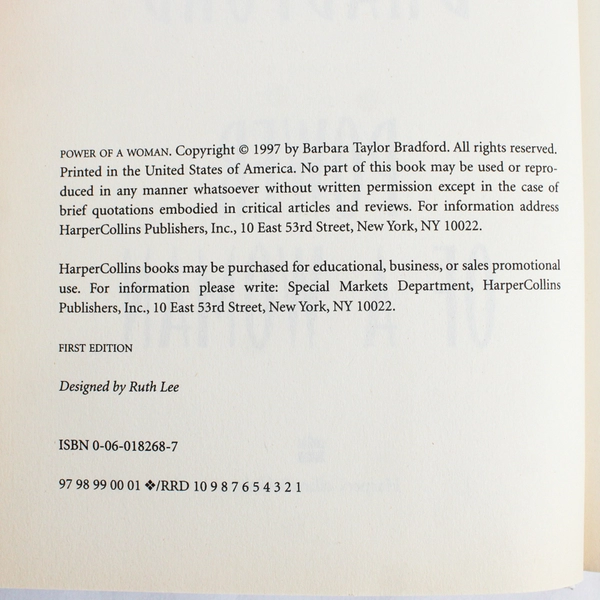 POWER OF A WOMAN. Copyright © 1997 by Barbara Taylor Bradford. All rights reserved.
Printed in the United States of America. No part of this book may be used or repro-
duced in any manner whatsoever without written permission except in the case of
brief quotations embodied in critical articles and reviews. For information address
HarperCollins Publishers, Inc., 10 East 53rd Street, New York, NY 10022.
HarperCollins books may be purchased for educational, business, or sales promotional
use. For information please write: Special Markets Department, HarperCollins
Publishers, Inc., 10 East 53rd Street, New York, NY 10022.
FIRST EDITION
Designed by Ruth Lee
ISBN 0-06-018268-7
97 98 99 00 01 ❖/RRD 10 9 8 7 6 5 4 3 2 1